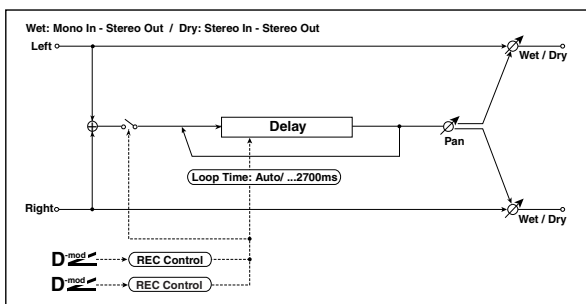 Wet: Mono In - Stereo Out / Dry: Stereo In - Stereo Out
Left
Wet / Dry
Delay
Pan
Loop Time: Auto/ ...2700ms
Right
Wet / Dry
D-mod
REC Control
D-mod
REC Control